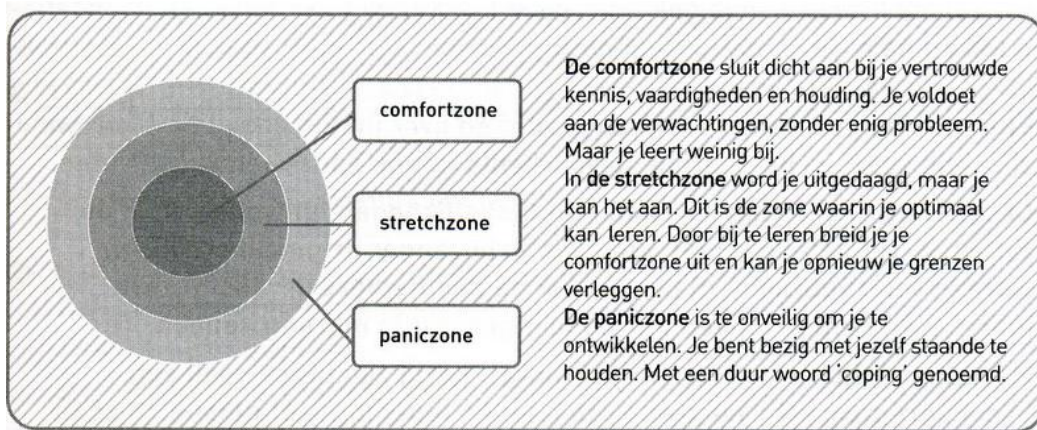 comfortzone
stretchzone
paniczone
De comfortzone sluit dicht aan bij je vertrouwde
kennis, vaardigheden en houding. Je voldoet
aan de verwachtingen, zonder enig probleem.
Maar je leert weinig bij.
In de stretchzone word je uitgedaagd, maar je
kan het aan. Dit is de zone waarin je optimaal
kan leren. Door bij te leren breid je je
comfortzone uit en kan je opnieuw je grenzen
verleggen.
De paniczone is te onveilig om je te
ontwikkelen. Je bent bezig met jezelf staande te
houden. Met een duur woord 'coping' genoemd.